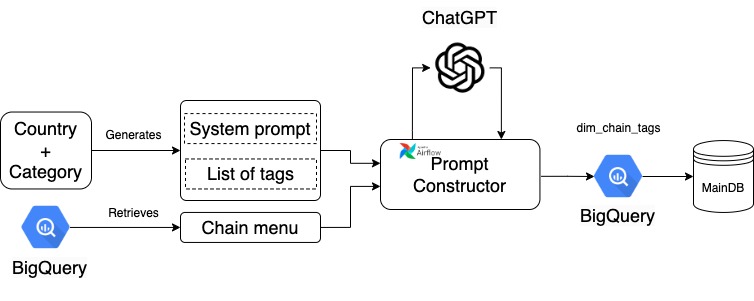 ChatGPT
Country
+
Category
Generates
System prompt
List of tags
Airflow
Prompt
Constructor
dim_chain_tags
BigQuery
MainDB
BigQuery
Retrieves
Chain menu